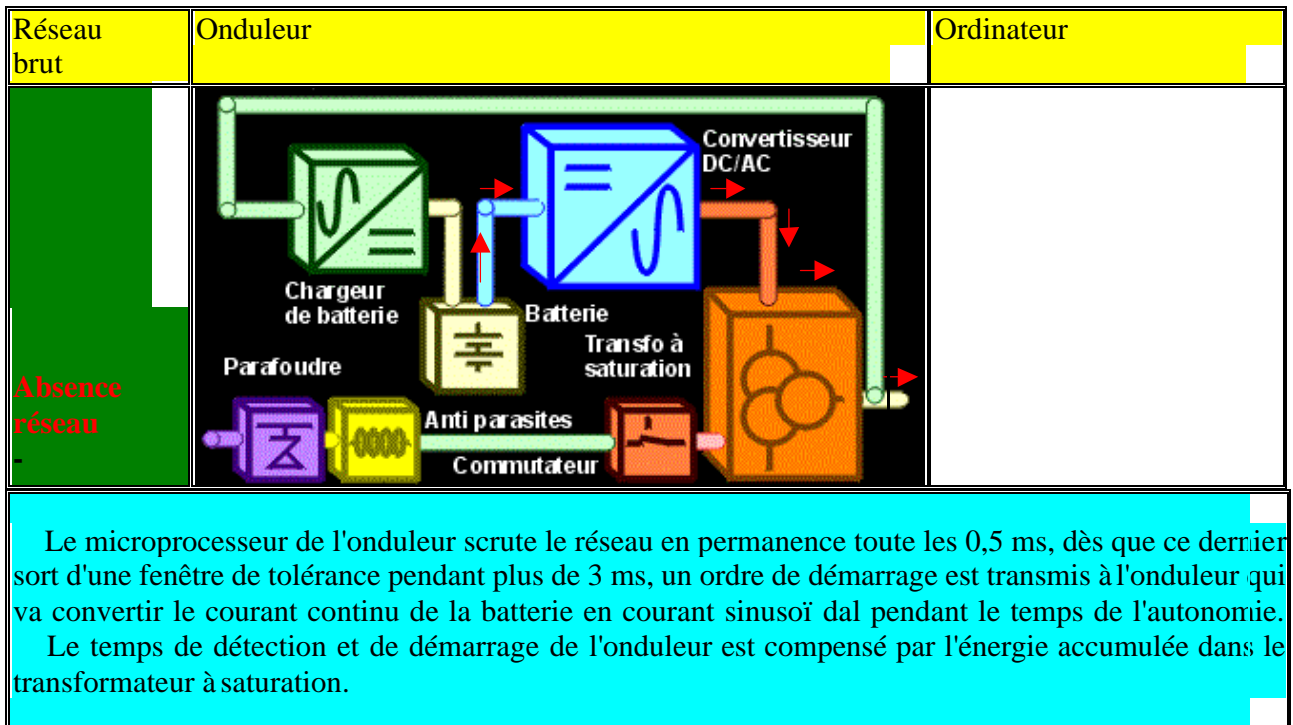 Réseau
brut
Onduleur
Ordinateur
Convertisseur
DC/AC
Chargeur
de batterie
Batterie
Transfo à
saturation
Parafoudre
Anti parasites
Commutateur
Absence
réseau
-
Le microprocesseur de l'onduleur scrute le réseau en permanence toute les 0,5 ms, dès que ce dernier
sort d'une fenêtre de tolérance pendant plus de 3 ms, un ordre de démarrage est transmis à l'onduleur qui
va convertir le courant continu de la batterie en courant sinusoï dal pendant le temps de l'autonomie.
Le temps de détection et de démarrage de l'onduleur est compensé par l'énergie accumulée dans le
transformateur à saturation.